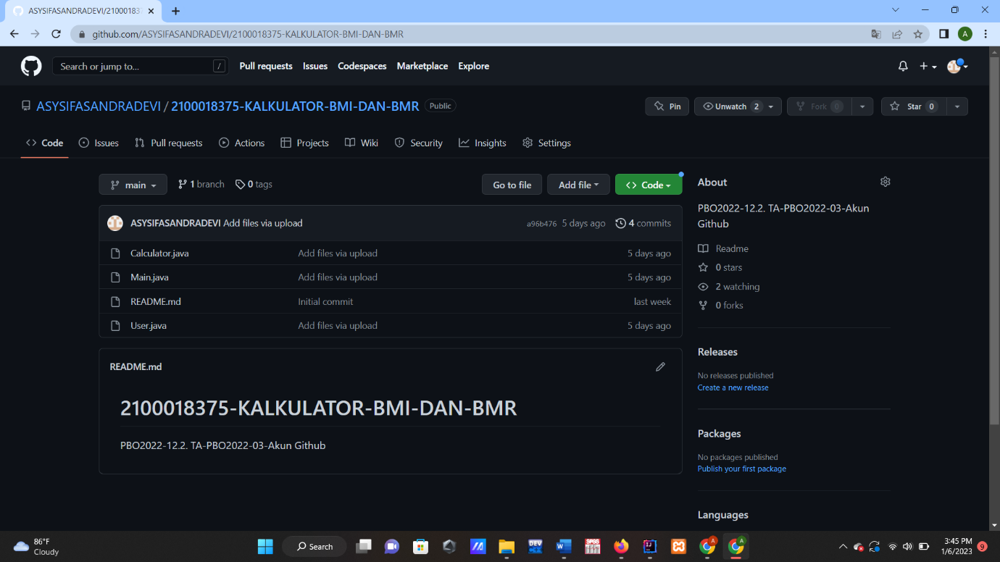 ASYSIFASANDRADEVI/21000183
github.com/ASYSIFASANDRADEVI/2100018375-KALKULATOR-BMI-DAN-BMR
A
Search or jump to...
/
Pull requests Issues Codespaces Marketplace Explore
ASYSIFASANDRADEVI / 2100018375-KALKULATOR-BMI-DAN-BMR Public
Pin Unwatch 2 Fork 0 Star 0
<> Code Issues Pull requests Actions Projects Wiki Insights Security Settings
main 1 branch 0 tags
Go to file Add file <> Code
ASYSIFASANDRADEVI Add files via upload a96b476 5 days ago 4 commits
Calculator.java Add files via upload 5 days ago
Main.java Add files via upload 5 days ago
README.md Initial commit last week
User.java Add files via upload 5 days ago
README.md
2100018375-KALKULATOR-BMI-DAN-BMR
PBO2022-12.2. TA-PBO2022-03-Akun Github
About
PBO2022-12.2. TA-PBO2022-03-Akun
Github
Readme
0 stars
2 watching
0 forks
Releases
No releases published
Create a new release
Packages
No packages published
Publish your first package
Languages
86°F
Cloudy
Search
DEV
SPSS
A
A
3:45 PM
1/6/2023
9